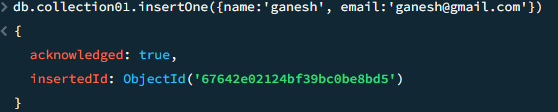 > db.collection01.insertOne({name:'ganesh', email:'ganesh@gmail.com'})
< {
acknowledged: true,
insertedId: ObjectId('67642e02124bf39bc0be8bd5')
}